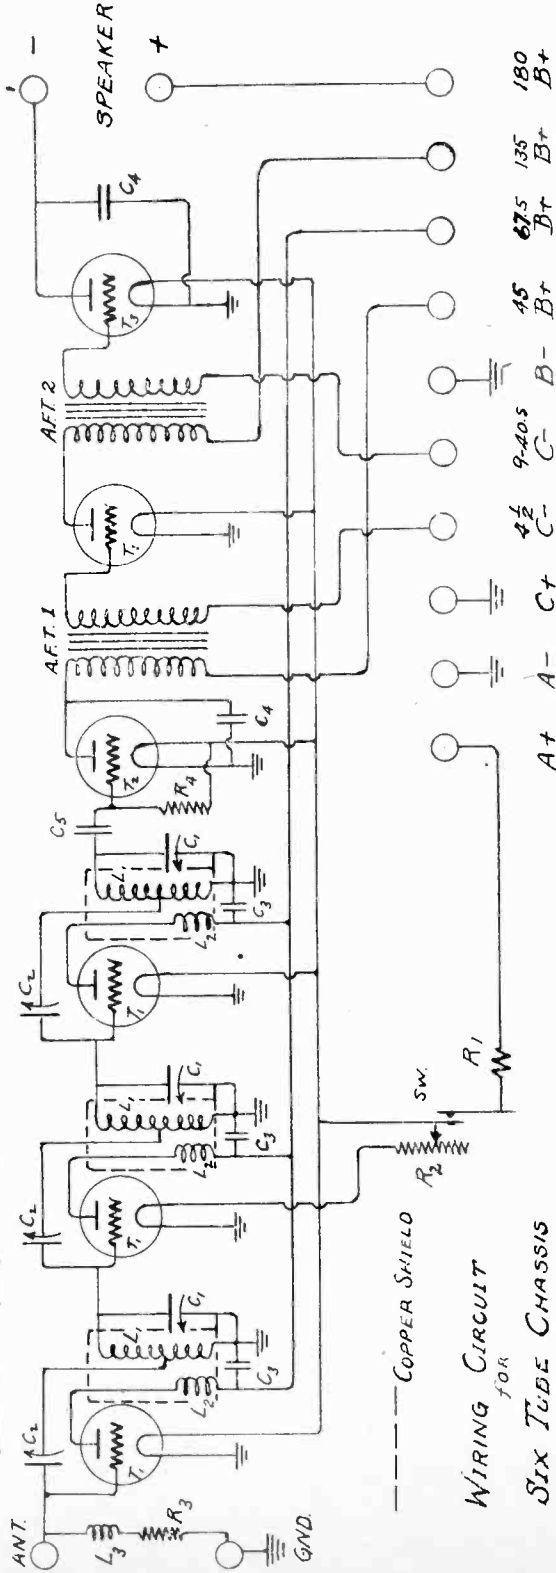 ANT.
L3
R3
GND.
C2
T1
L1
L2
C1
C3
C2
T1
L1
L2
C1
C3
C2
T1
L1
L2
C1
C3
C5
R4
T2
C4
A.F.T. 1
T1
A.F.T. 2
T3
C4
SPEAKER
-
+
R2
SW.
R1
A+
A-
C+
4½ C-
9-40.5 C-
B-
45 B+
67.5 B+
135 B+
180 B+
COPPER SHIELD
WIRING CIRCUIT
FOR
SIX TUBE CHASSIS